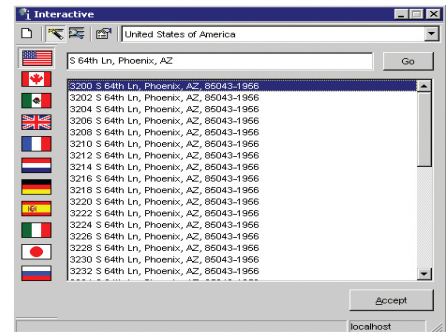 Interactive
United States of America
S 64th Ln, Phoenix, AZ
Go
3200 S 64th Ln, Phoenix, AZ, 85043-1956
3202 S 64th Ln, Phoenix, AZ, 85043-1956
3204 S 64th Ln, Phoenix, AZ, 85043-1956
3206 S 64th Ln, Phoenix, AZ, 85043-1956
3208 S 64th Ln, Phoenix, AZ, 85043-1956
3210 S 64th Ln, Phoenix, AZ, 85043-1956
3212 S 64th Ln, Phoenix, AZ, 85043-1956
3214 S 64th Ln, Phoenix, AZ, 85043-1956
3216 S 64th Ln, Phoenix, AZ, 85043-1956
3218 S 64th Ln, Phoenix, AZ, 85043-1956
3220 S 64th Ln, Phoenix, AZ, 85043-1956
3222 S 64th Ln, Phoenix, AZ, 85043-1956
3224 S 64th Ln, Phoenix, AZ, 85043-1956
3226 S 64th Ln, Phoenix, AZ, 85043-1956
3228 S 64th Ln, Phoenix, AZ, 85043-1956
3230 S 64th Ln, Phoenix, AZ, 85043-1956
3232 S 64th Ln, Phoenix, AZ, 85043-1956
Accept
localhost